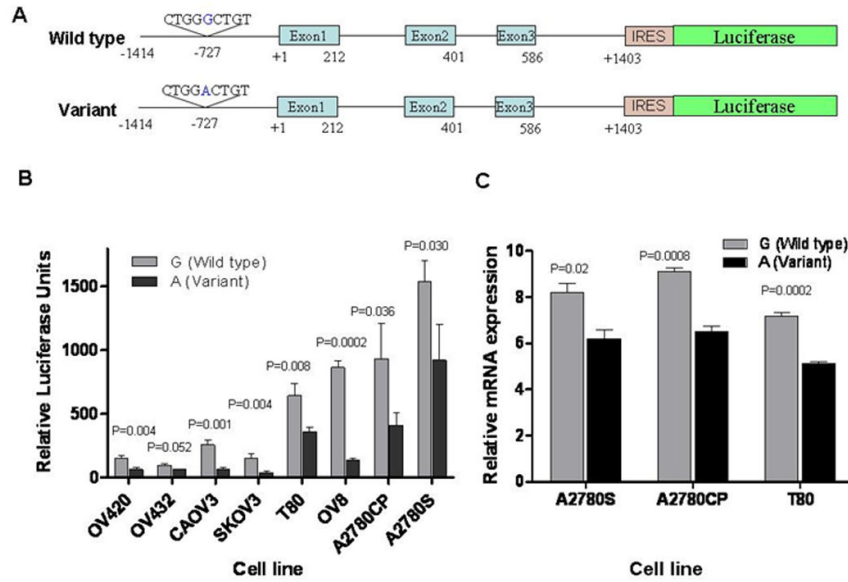 A
CTGGGCTGT
Wild type
-1414
-727
Exon1
+1
212
Exon2
401
Exon3
586
IRES
+1403
Luciferase
CTGGACTGT
Variant
-1414
-727
Exon1
+1
212
Exon2
401
Exon3
586
IRES
+1403
Luciferase
B
Relative Luciferase Units
1500
1000
500
0
G (Wild type)
A (Variant)
P=0.004
P=0.052
P=0.001
P=0.004
P=0.008
P=0.0002
P=0.036
P=0.030
OV420
OV432
CAOV3
SKOV3
T80
OV8
A2780CP
A2780S
Cell line
C
Relative mRNA expression
10
8
6
4
2
0
G (Wild type)
A (Variant)
P=0.02
P=0.0008
P=0.0002
A2780S
A2780CP
T80
Cell line